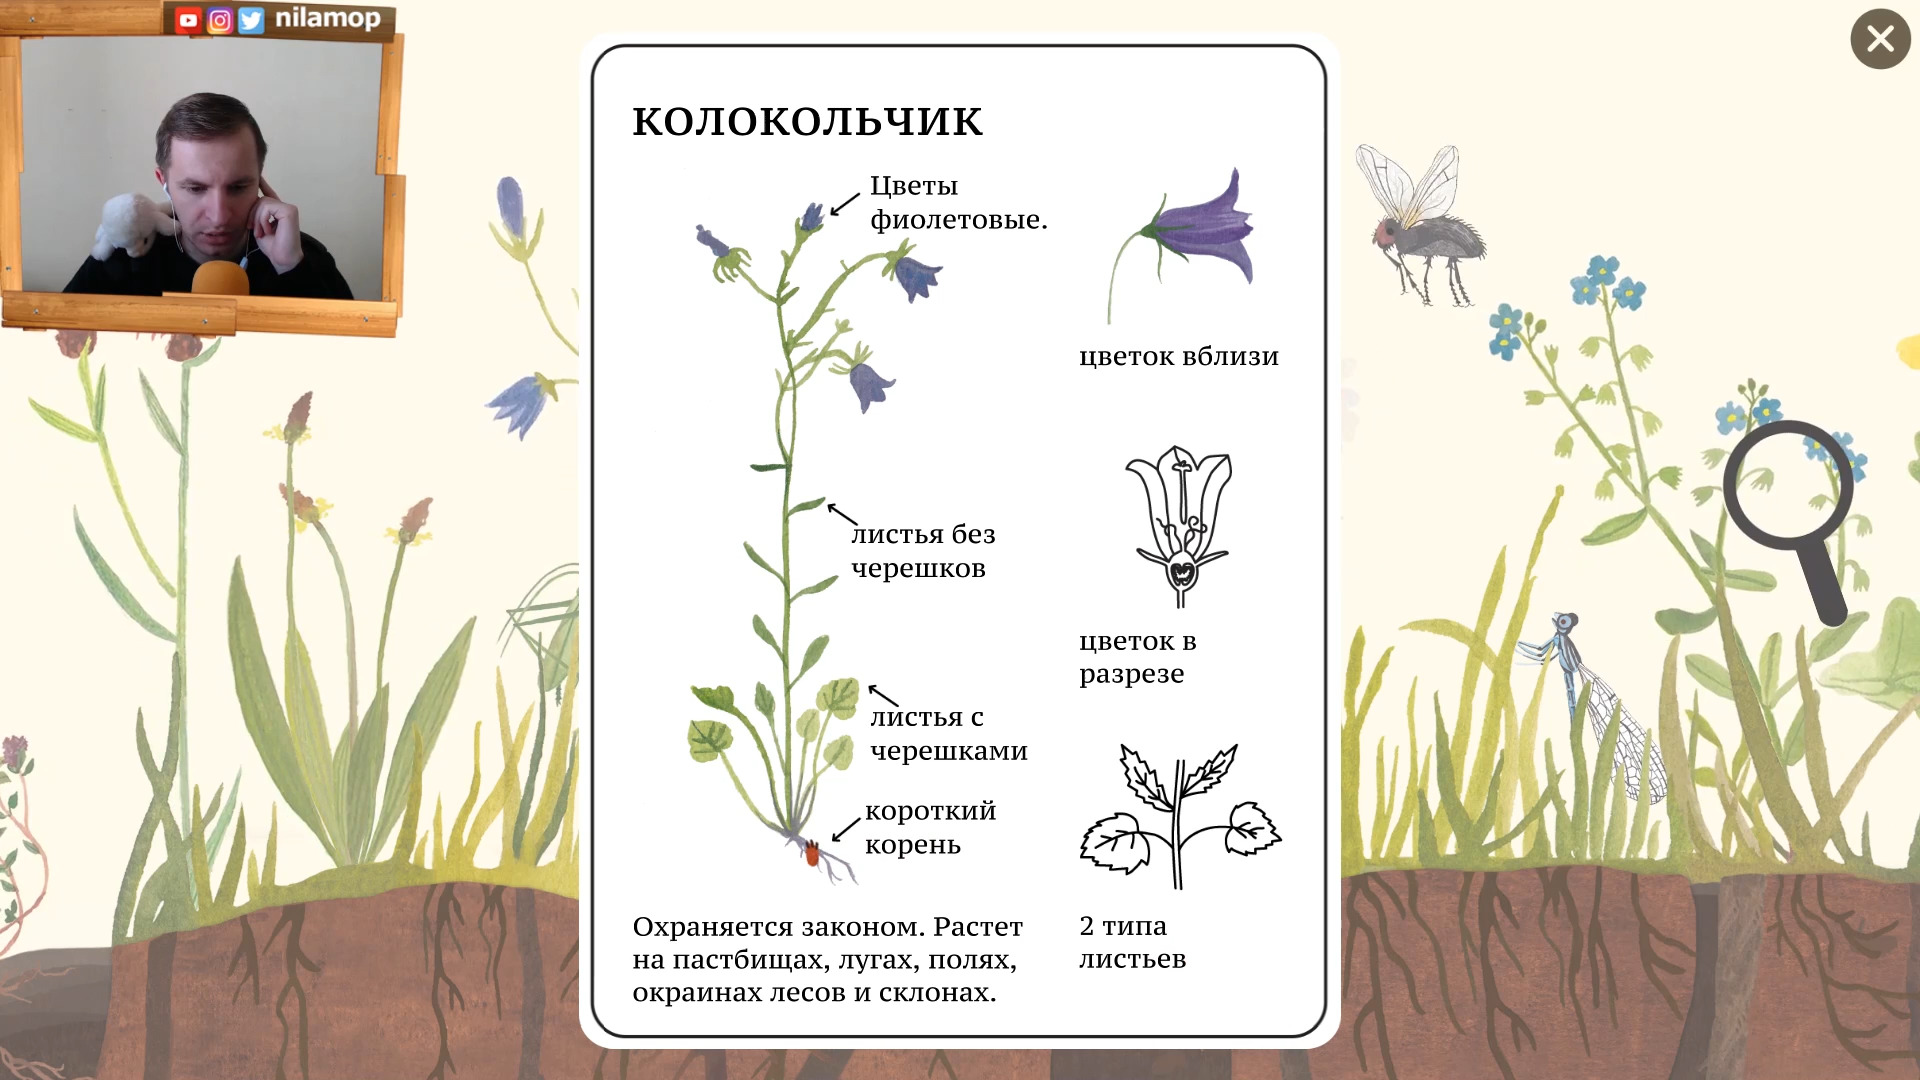 nilamop
КОЛОКОЛЬЧИК
Цветы
фиолетовые.
цветок вблизи
листья без
черешков
цветок в
разрезе
листья с
черешками
короткий
корень
Охраняется законом. Растет
на пастбищах, лугах, полях,
окраинах лесов и склонах.
2 типа
листьев